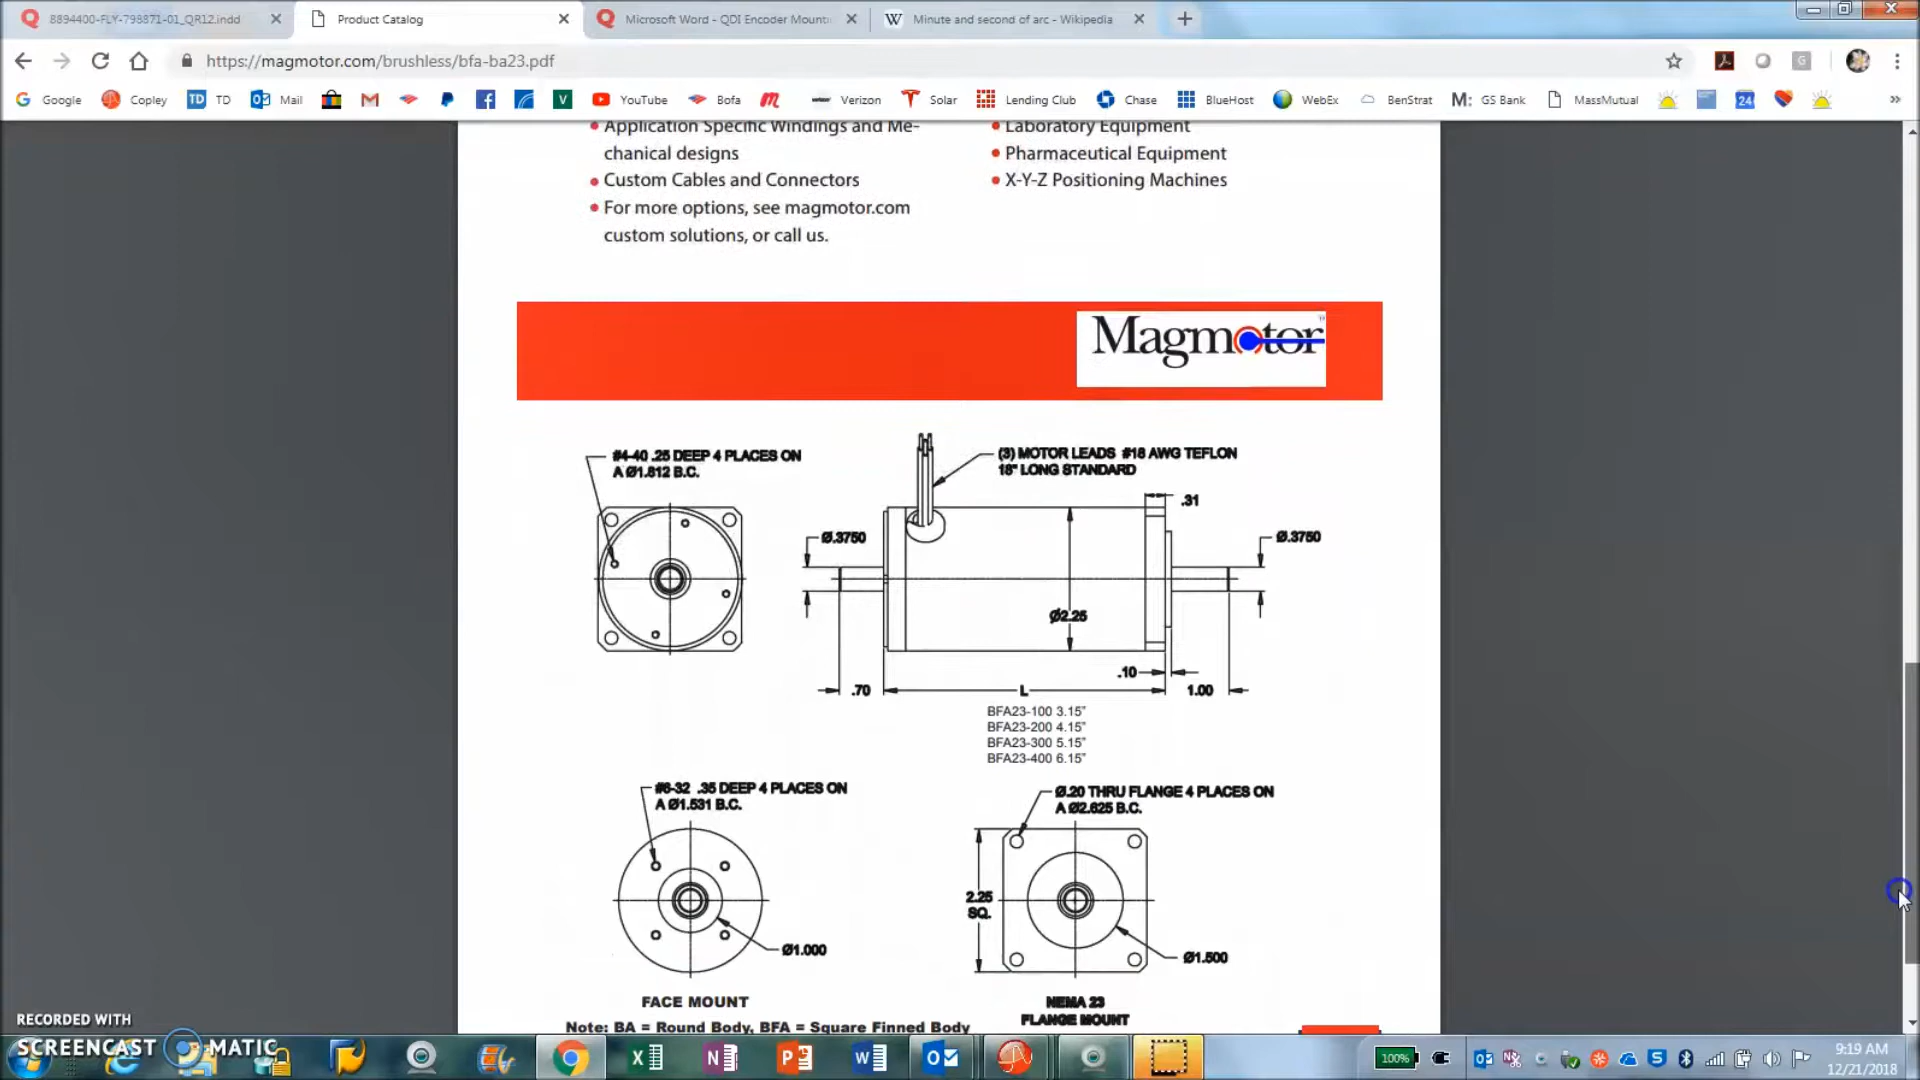 8894400-FLY-798871-01_QR12.indd
Product Catalog
Microsoft Word - QDI Encoder Mounti
Minute and second of arc - Wikipedia
https://magmotor.com/brushless/bfa-ba23.pdf
Google
Copley
TD
Mail
YouTube
Bofa
Verizon
Solar
Lending Club
Chase
BlueHost
WebEx
BenStrat
M:
GS Bank
MassMutual
24
Application Specific Windings and Me-
chanical designs
Custom Cables and Connectors
For more options, see magmotor.com
custom solutions, or call us.
Laboratory Equipment
Pharmaceutical Equipment
X-Y-Z Positioning Machines
Magmotor
#4-40 .25 DEEP 4 PLACES ON
A Ø1.812 B.C.
(3) MOTOR LEADS #18 AWG TEFLON
18" LONG STANDARD
.31
Ø.3750
Ø.3750
Ø2.25
.10
.70
L
1.00
BFA23-100 3.15"
BFA23-200 4.15"
BFA23-300 5.15"
BFA23-400 6.15"
#6-32 .35 DEEP 4 PLACES ON
A Ø1.531 B.C.
Ø.20 THRU FLANGE 4 PLACES ON
A Ø2.625 B.C.
2.25
SQ.
Ø1.000
Ø1.500
FACE MOUNT
NEMA 23
FLANGE MOUNT
Note: BA = Round Body, BFA = Square Finned Body
RECORDED WITH
SCREENCAST MATIC
100%
9:19 AM
12/21/2018